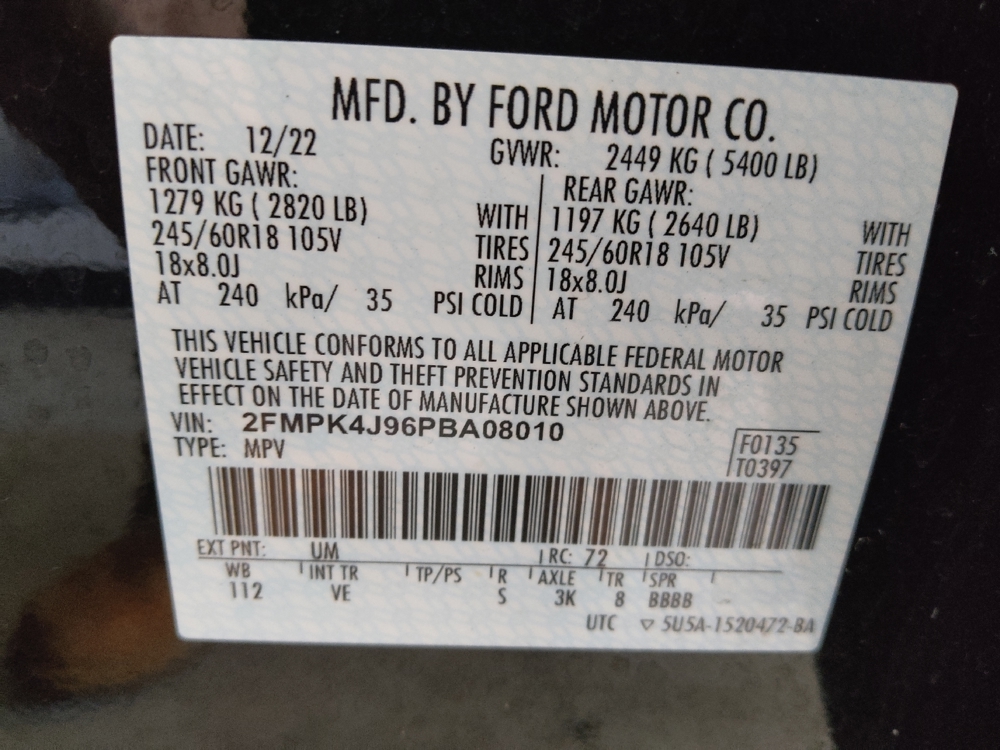 MFD. BY FORD MOTOR CO.
DATE: 12/22 GVWR: 2449 KG ( 5400 LB)
FRONT GAWR: REAR GAWR:
1279 KG ( 2820 LB) WITH 1197 KG ( 2640 LB) WITH
245/60R18 105V TIRES 245/60R18 105V TIRES
18x8.0J RIMS 18x8.0J RIMS
AT 240 kPa/ 35 PSI COLD AT 240 kPa/ 35 PSI COLD
THIS VEHICLE CONFORMS TO ALL APPLICABLE FEDERAL MOTOR
VEHICLE SAFETY AND THEFT PREVENTION STANDARDS IN
EFFECT ON THE DATE OF MANUFACTURE SHOWN ABOVE.
VIN: 2FMPK4J96PBA08010
TYPE: MPV
F0135
T0397
EXT PNT: UM RC: 72 DSO:
WB INT TR TP/PS R AXLE TR SPR
112 VE S 3K 8 BBBB
UTC ▽ 5U5A-1520472-BA